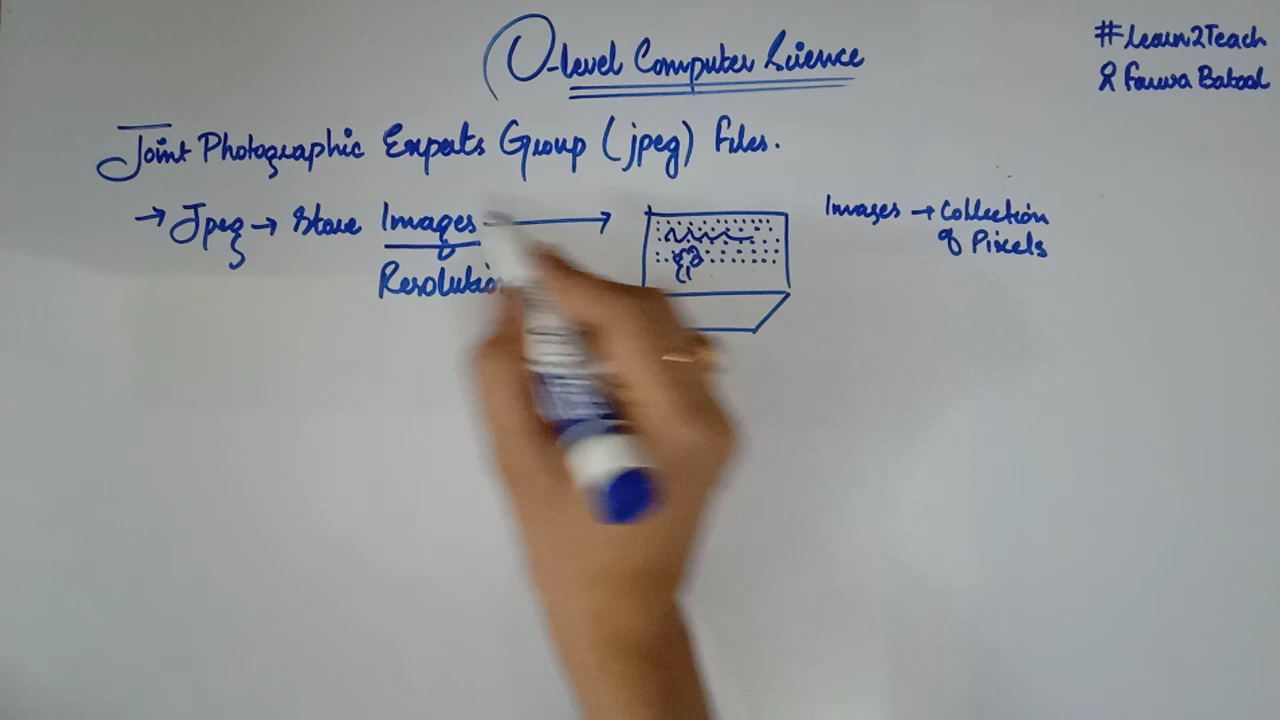 O-level Computer Science
#Learn2Teach
Farwa Batool
Joint Photographic Experts Group (jpeg) files.
→ Jpeg → Store Images →
Images → Collection
of Pixels
Resolution